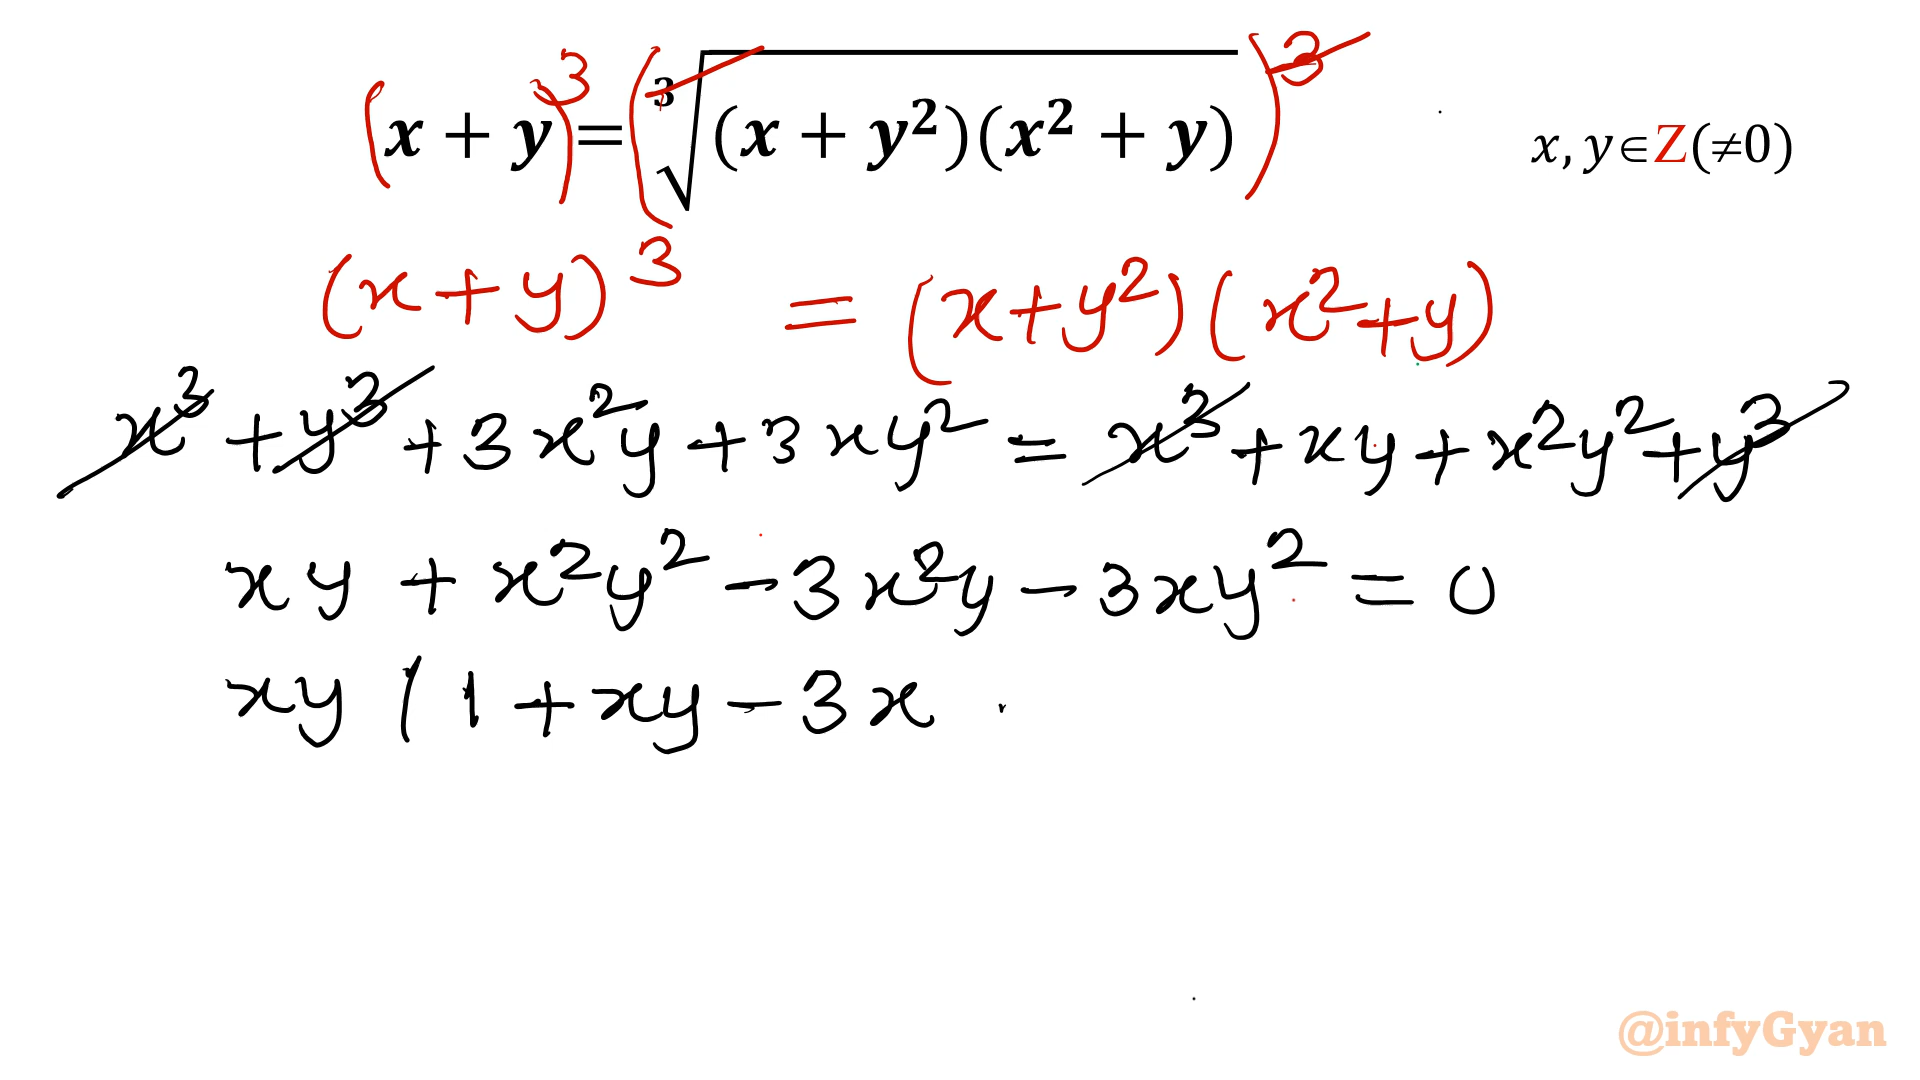 (x + y)³ = (∛((x + y²)(x² + y)))³ x, y∈Z(≠0)
(x+y)³ = (x+y²)(x²+y)
x³ + y³ + 3x²y + 3xy² = x³ + xy + x²y² + y³
xy + x²y² - 3x²y - 3xy² = 0
xy (1 + xy - 3x
@infyGyan